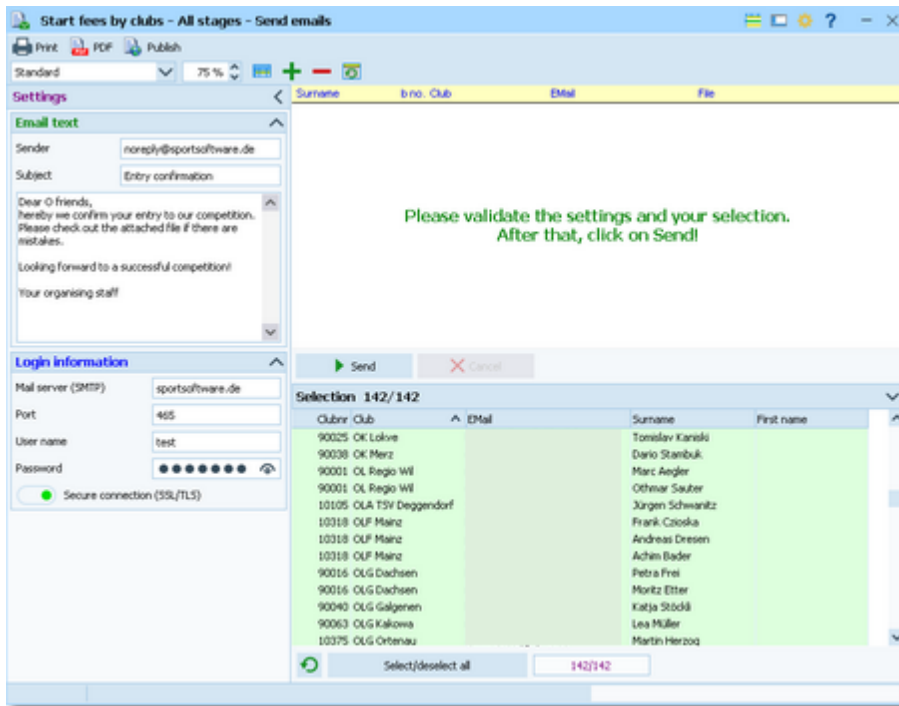 Start fees by clubs - All stages - Send emails
Print PDF Publish
Standard 75 %
Settings
Surname b no. Club EMail File
Email text
Sender noreply@sportsoftware.de
Subject Entry confirmation
Dear O friends,
hereby we confirm your entry to our competition.
Please check out the attached file if there are
mistakes.
Looking forward to a successful competition!
Your organising staff
Please validate the settings and your selection.
After that, click on Send!
Login information
Send Cancel
Mail server (SMTP) sportsoftware.de
Port 465
User name test
Password
Secure connection (SSL/TLS)
Selection 142/142
Clubnr Club EMail Surname First name
90025 OK Lokve Tomislav Kaniski
90038 OK Merz Dario Stambuk
90001 OL Regio Wil Marc Aegler
90001 OL Regio Wil Othmar Sauter
10105 OLA TSV Deggendorf Jürgen Schwanitz
10318 OLF Mainz Frank Czioska
10318 OLF Mainz Andreas Dresen
10318 OLF Mainz Achim Bader
90016 OLG Dachsen Petra Frei
90016 OLG Dachsen Moritz Etter
90040 OLG Galgenen Katja Stöckli
90063 OLG Kakowa Lea Müller
10375 OLG Ortenau Martin Herzog
Select/deselect all 142/142